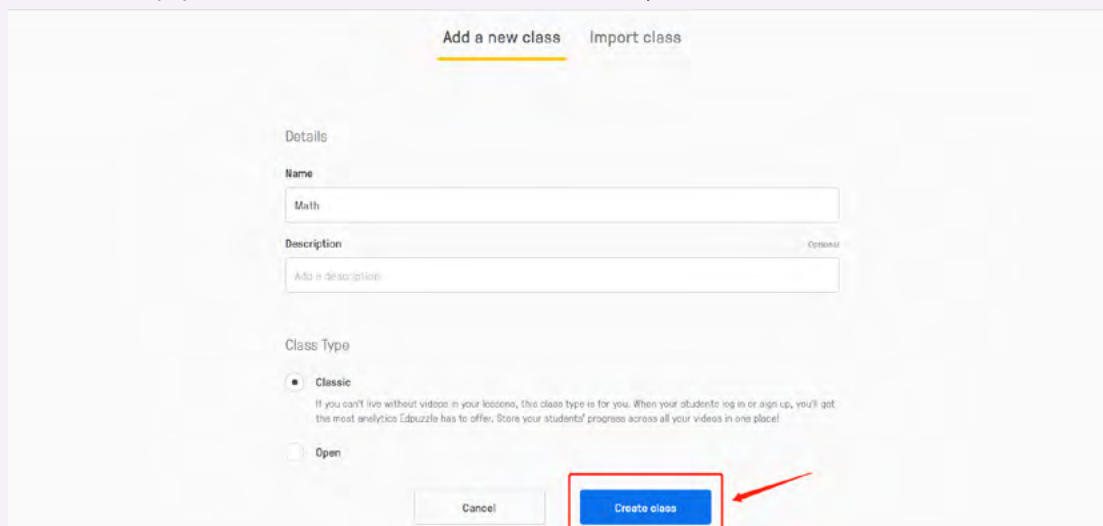 Add a new class Import class
Details
Name
Math
Description Optional
Add a description
Class Type
Classic
If you can't live without videos in your lessons, this class type is for you. When your students log in or sign up, you'll get
the most analytics Edpuzzle has to offer. Store your students' progress across all your videos in one place!
Open
Cancel Create class